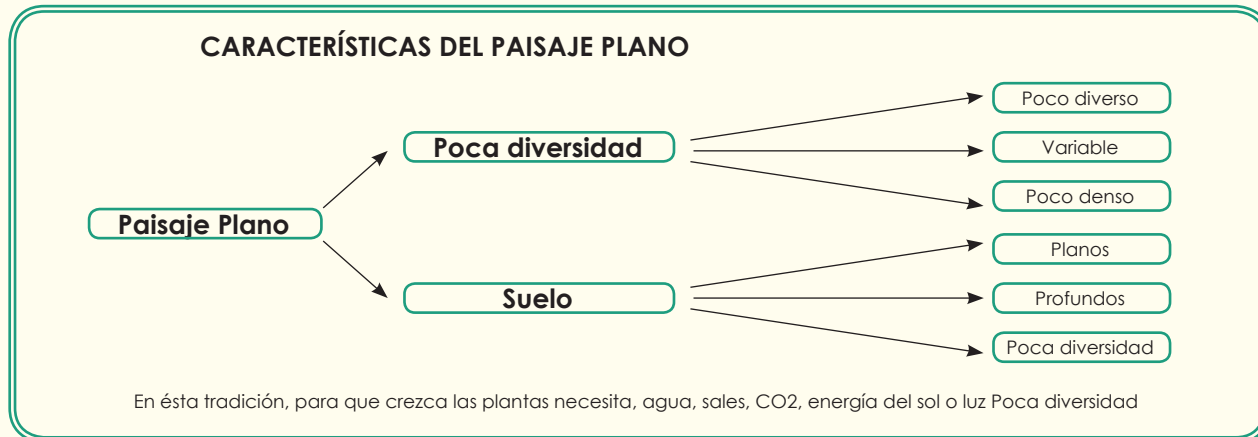 CARACTERÍSTICAS DEL PAISAJE PLANO
Paisaje Plano
Poca diversidad
Poco diverso
Variable
Poco denso
Suelo
Planos
Profundos
Poca diversidad
En ésta tradición, para que crezca las plantas necesita, agua, sales, CO2, energía del sol o luz Poca diversidad